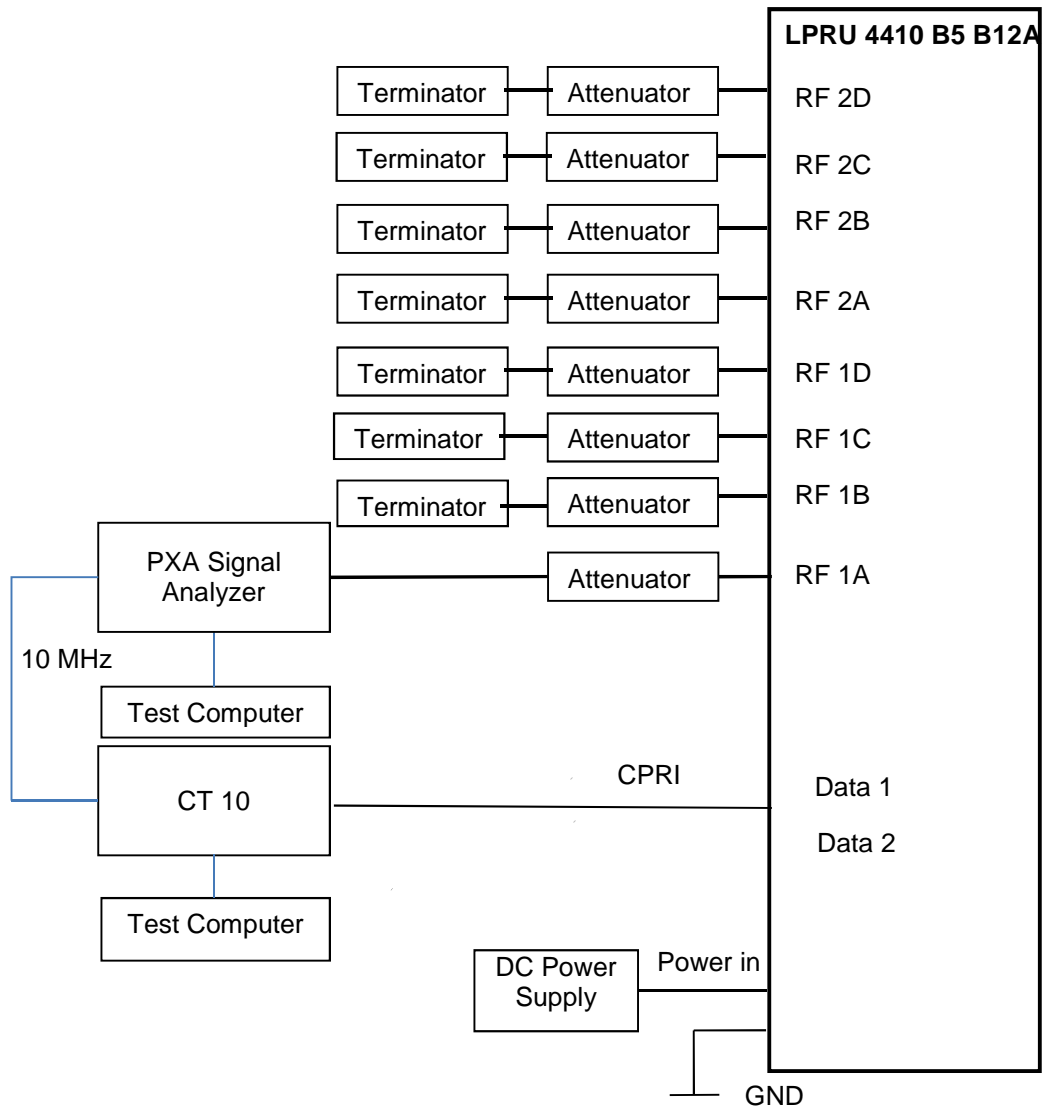 LPRU 4410 B5 B12A
Terminator Attenuator RF 2D
Terminator Attenuator RF 2C
Terminator Attenuator RF 2B
Terminator Attenuator RF 2A
Terminator Attenuator RF 1D
Terminator Attenuator RF 1C
Terminator Attenuator RF 1B
PXA Signal
Analyzer
Attenuator RF 1A
10 MHz
Test Computer
CT 10
CPRI
Data 1
Data 2
Test Computer
DC Power
Supply
Power in
GND